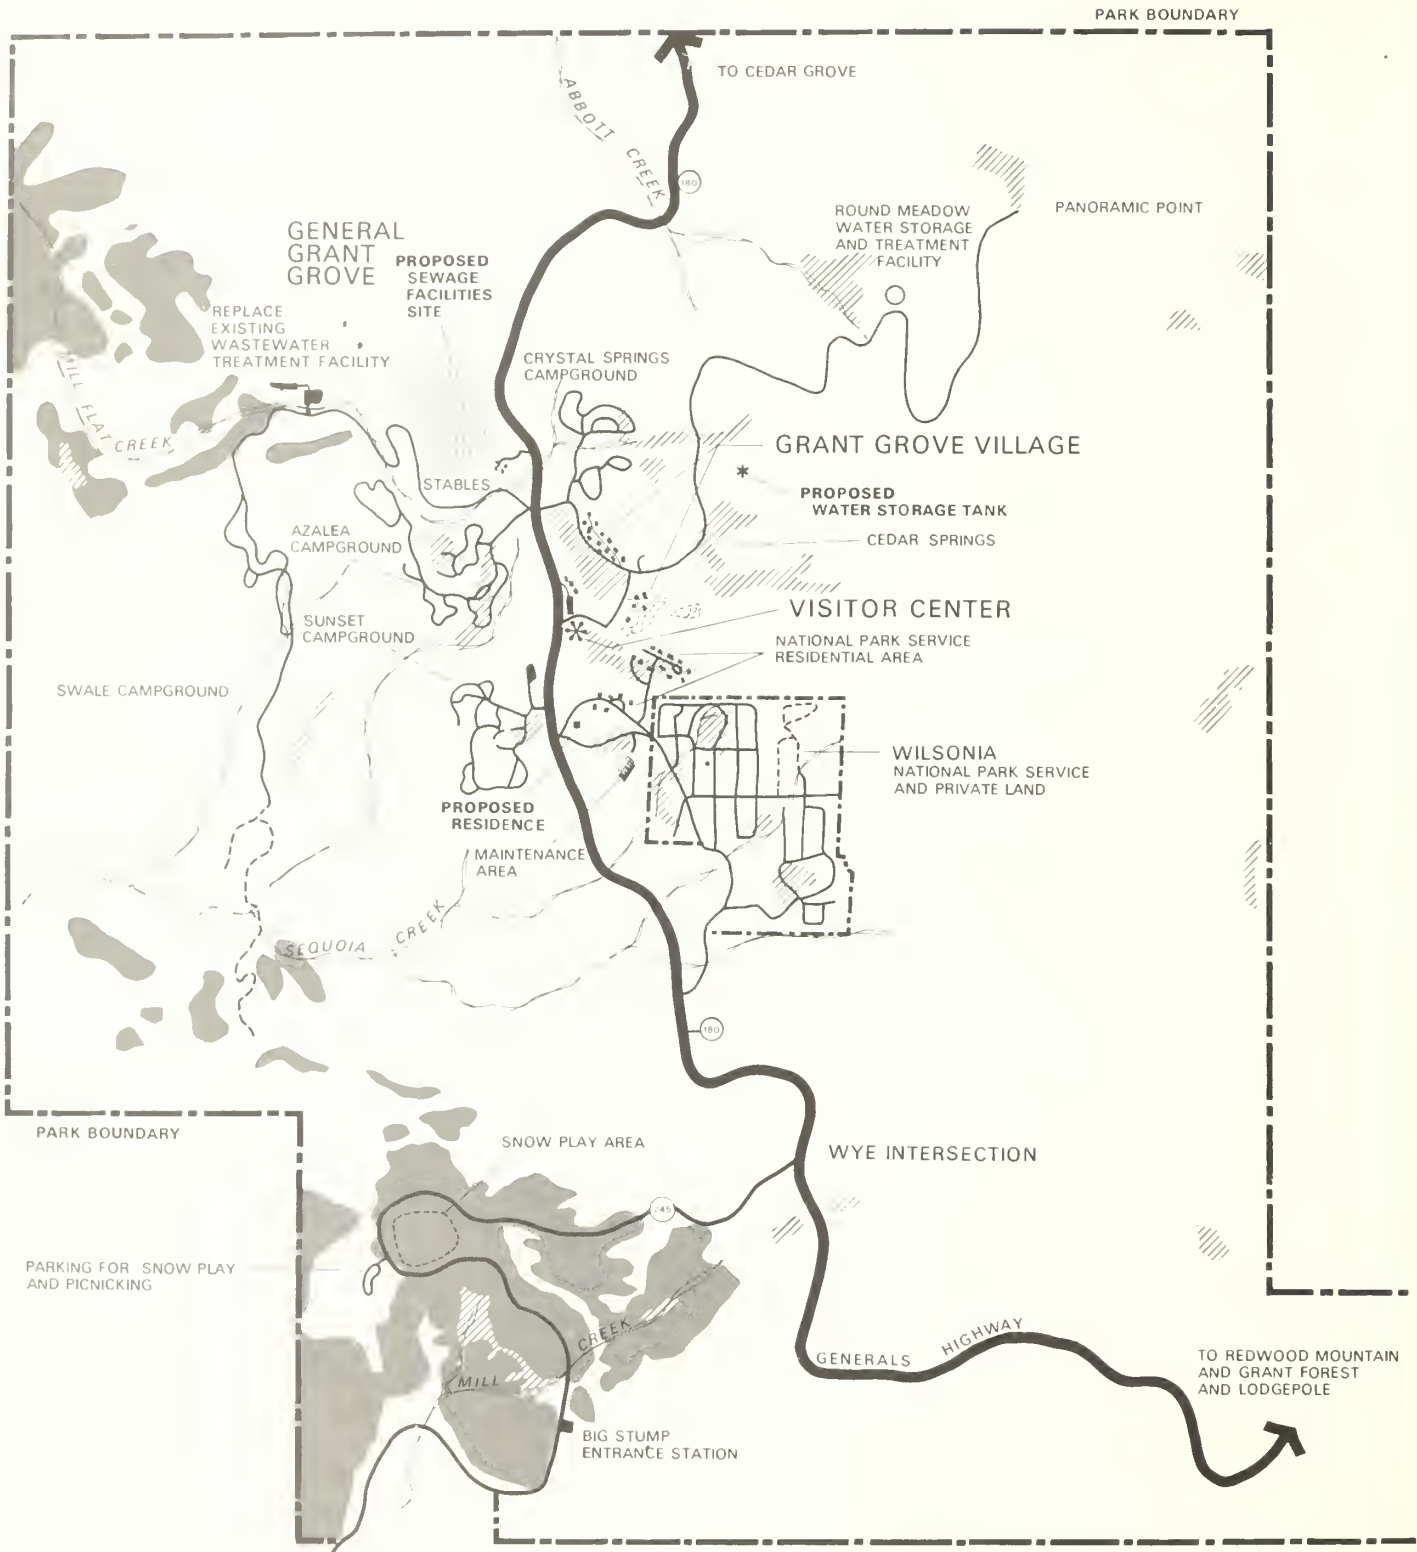 PARK BOUNDARY
TO CEDAR GROVE
ABBOTT CREEK
180
PANORAMIC POINT
ROUND MEADOW
WATER STORAGE
AND TREATMENT
FACILITY
GENERAL
GRANT
GROVE
PROPOSED
SEWAGE
FACILITIES
SITE
REPLACE
EXISTING
WASTEWATER
TREATMENT FACILITY
CRYSTAL SPRINGS
CAMPGROUND
MILL FLAT CREEK
GRANT GROVE VILLAGE
STABLES
PROPOSED
WATER STORAGE TANK
AZALEA
CAMPGROUND
CEDAR SPRINGS
VISITOR CENTER
SUNSET
CAMPGROUND
NATIONAL PARK SERVICE
RESIDENTIAL AREA
SWALE CAMPGROUND
WILSONIA
NATIONAL PARK SERVICE
AND PRIVATE LAND
PROPOSED
RESIDENCE
MAINTENANCE
AREA
SEQUOIA CREEK
180
PARK BOUNDARY
SNOW PLAY AREA
WYE INTERSECTION
245
PARKING FOR SNOW PLAY
AND PICNICKING
MILL CREEK
GENERALS HIGHWAY
TO REDWOOD MOUNTAIN
AND GRANT FOREST
AND LODGEPOLE
BIG STUMP
ENTRANCE STATION